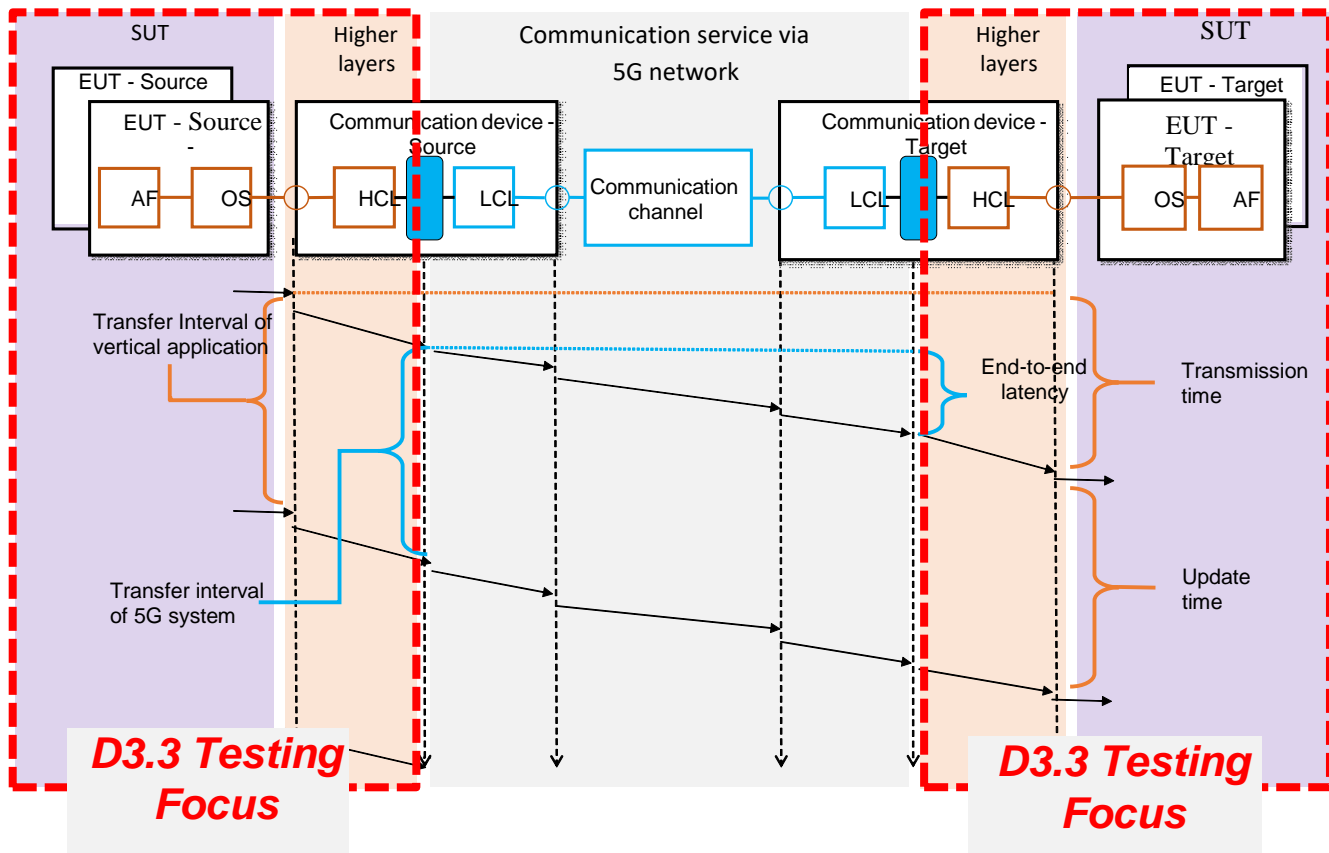 SUT
Higher
layers
Communication service via
5G network
Higher
layers
SUT
EUT - Source
EUT - Source
-
AF
OS
Communication device -
Source
HCL
LCL
Communication
channel
Communication device -
Target
LCL
HCL
EUT - Target
EUT -
Target
OS
AF
Transfer Interval of
vertical application
End-to-end
latency
Transmission
time
Transfer interval
of 5G system
Update
time
D3.3 Testing
Focus
D3.3 Testing
Focus